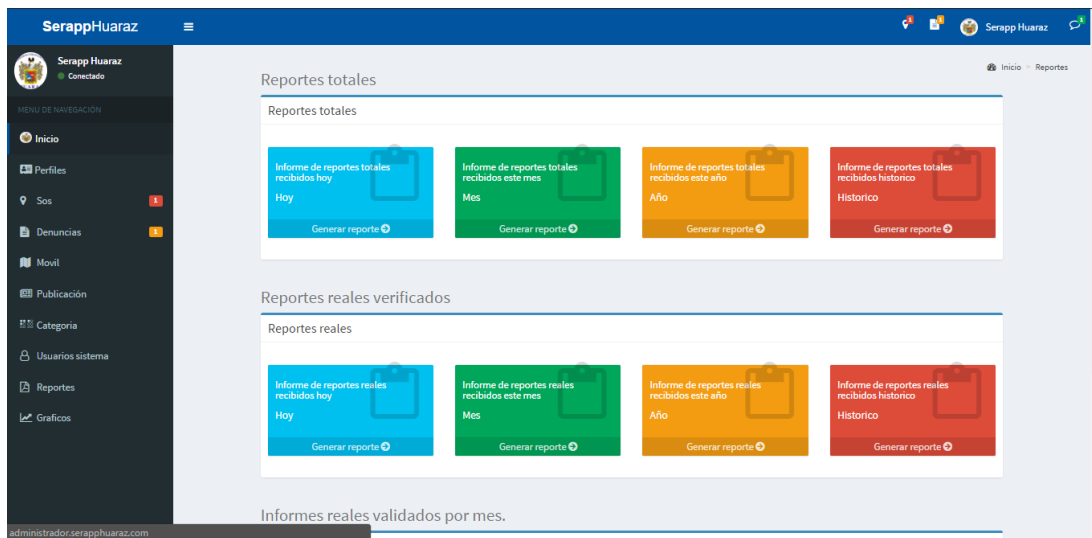 SerappHuaraz
1
1
Serapp Huaraz
1
Serapp Huaraz
Conectado
MENU DE NAVEGACIÓN
Inicio
Perfiles
Sos 1
Denuncias 1
Movil
Publicación
Categoria
Usuarios sistema
Reportes
Graficos
administrador.serapphuaraz.com
Inicio > Reportes
Reportes totales
Reportes totales
Informe de reportes totales
recibidos hoy
Hoy
Generar reporte
Informe de reportes totales
recibidos este mes
Mes
Generar reporte
Informe de reportes totales
recibidos este año
Año
Generar reporte
Informe de reportes totales
recibidos historico
Historico
Generar reporte
Reportes reales verificados
Reportes reales
Informe de reportes reales
recibidos hoy
Hoy
Generar reporte
Informe de reportes reales
recibidos este mes
Mes
Generar reporte
Informe de reportes reales
recibidos este año
Año
Generar reporte
Informe de reportes reales
recibidos historico
Historico
Generar reporte
Informes reales validados por mes.